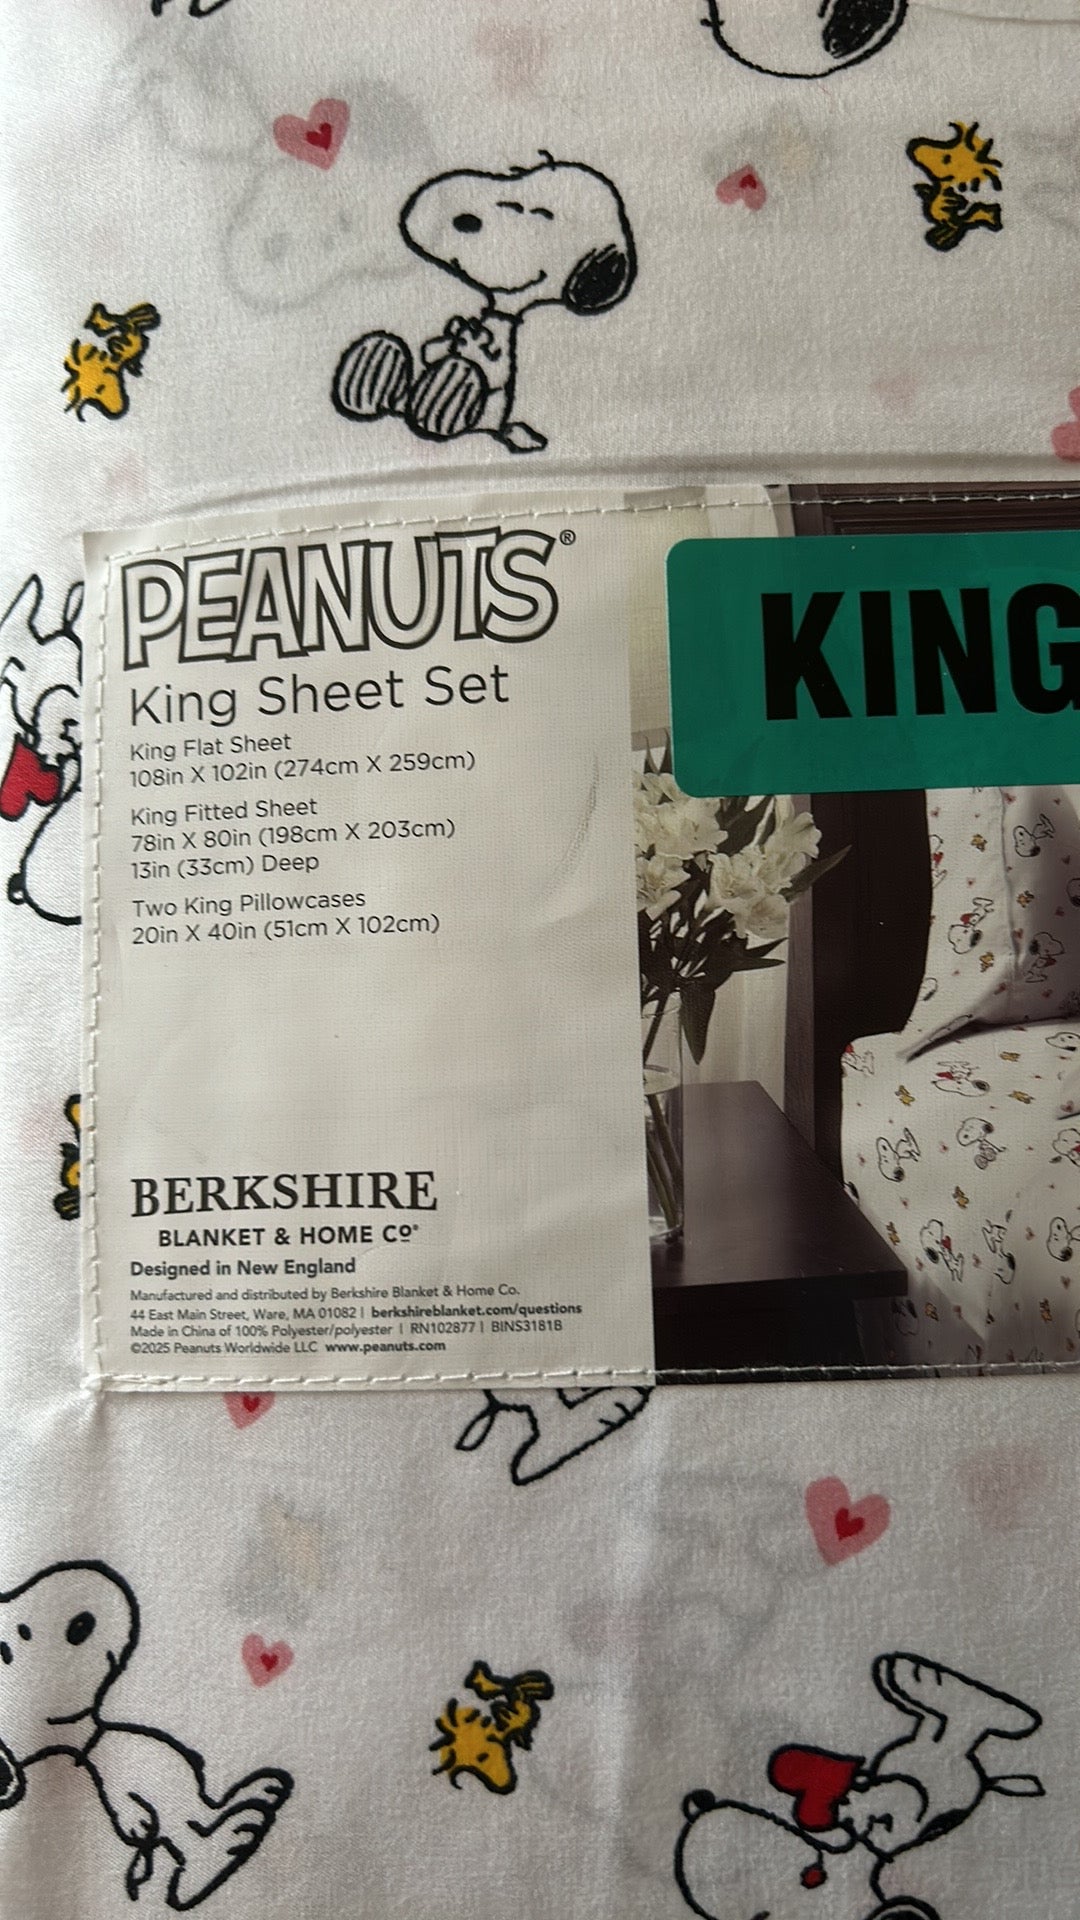 PEANUTS®
King Sheet Set
King Flat Sheet
108in X 102in (274cm X 259cm)
King Fitted Sheet
78in X 80in (198cm X 203cm)
13in (33cm) Deep
Two King Pillowcases
20in X 40in (51cm X 102cm)
BERKSHIRE
BLANKET & HOME Cº®
Designed in New England
Manufactured and distributed by Berkshire Blanket & Home Co.
44 East Main Street, Ware, MA 01082 | berkshireblanket.com/questions
Made in China of 100% Polyester/polyester | RN102877 | BINS3181B
©2025 Peanuts Worldwide LLC www.peanuts.com
KING